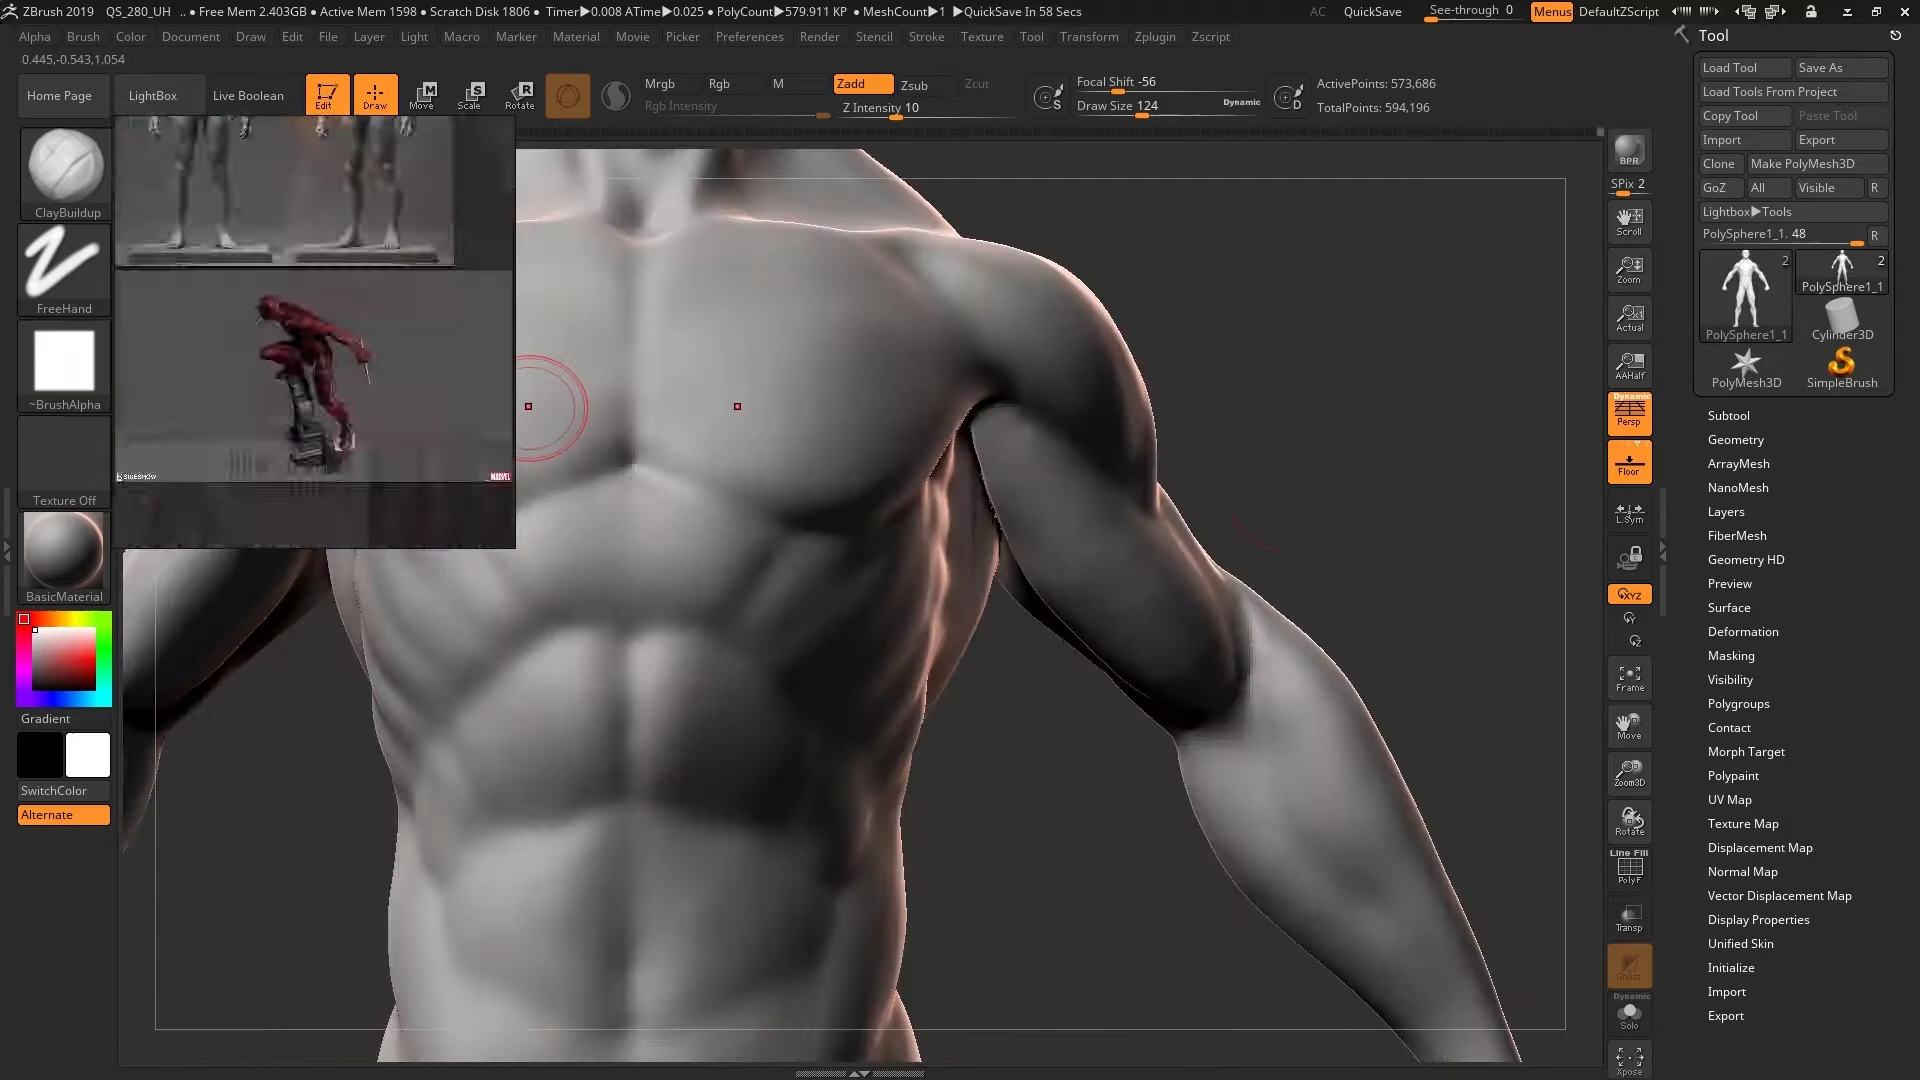 ZBrush 2019 QS_280_UH .. ● Free Mem 2.403GB ● Active Mem 1598 ● Scratch Disk 1806 ● Timer▶0.008 ATime▶0.025 ● PolyCount▶579.911 KP ● MeshCount▶1 ▶QuickSave In 58 Secs AC QuickSave See-through 0 Menus DefaultZScript
Alpha Brush Color Document Draw Edit File Layer Light Macro Marker Material Movie Picker Preferences Render Stencil Stroke Texture Tool Transform Zplugin Zscript
0.445,-0.543,1.054
Home Page LightBox Live Boolean Edit Draw Move Scale Rotate
Mrgb Rgb M Zadd Zsub Zcut
Rgb Intensity Z Intensity 10
Focal Shift -56
Draw Size 124 Dynamic
ActivePoints: 573,686
TotalPoints: 594,196
ClayBuildup
FreeHand
~BrushAlpha
Texture Off
BasicMaterial
Gradient
SwitchColor
Alternate
SIDESHOW
MARVEL
BPR
SPix 2
Scroll
Zoom
Actual
AAHalf
Dynamic
Persp
Floor
L.Sym
XYZ
Y
Z
Frame
Move
Zoom3D
Rotate
Line Fill
PolyF
Transp
Ghost
Dynamic
Solo
Xpose
Tool
Load Tool Save As
Load Tools From Project
Copy Tool Paste Tool
Import Export
Clone Make PolyMesh3D
GoZ All Visible R
Lightbox▶Tools
PolySphere1_1. 48 R
2 2
PolySphere1_1
PolySphere1_1 Cylinder3D
PolyMesh3D SimpleBrush
Subtool
Geometry
ArrayMesh
NanoMesh
Layers
FiberMesh
Geometry HD
Preview
Surface
Deformation
Masking
Visibility
Polygroups
Contact
Morph Target
Polypaint
UV Map
Texture Map
Displacement Map
Normal Map
Vector Displacement Map
Display Properties
Unified Skin
Initialize
Import
Export